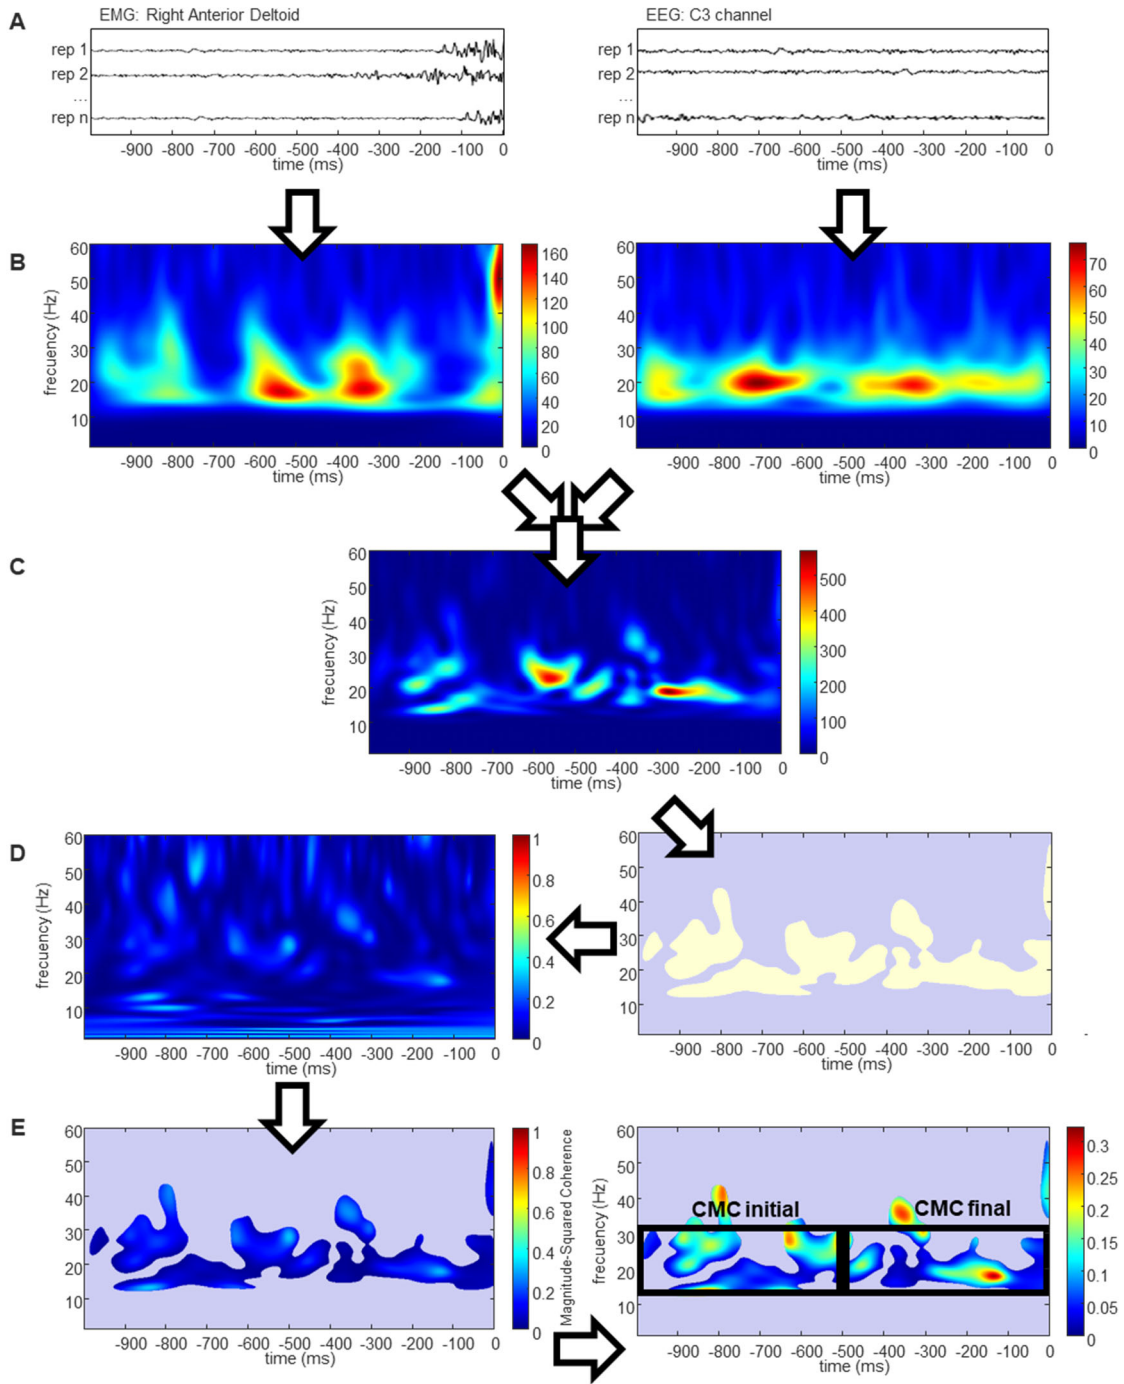 A
EMG: Right Anterior Deltoid
EEG: C3 channel
rep 1
rep 2
...
rep n
-900 -800 -700 -600 -500 -400 -300 -200 -100 0
time (ms)
rep 1
rep 2
rep n
-900 -800 -700 -600 -500 -400 -300 -200 -100 0
time (ms)
B
frecuency (Hz)
60
50
40
30
20
10
-900 -800 -700 -600 -500 -400 -300 -200 -100 0
time (ms)
160
140
120
100
80
60
40
20
0
60
50
40
30
20
10
-900 -800 -700 -600 -500 -400 -300 -200 -100 0
time (ms)
70
60
50
40
30
20
10
0
C
frecuency (Hz)
60
50
40
30
20
10
-900 -800 -700 -600 -500 -400 -300 -200 -100 0
time (ms)
500
400
300
200
100
0
D
frecuency (Hz)
60
50
40
30
20
10
-900 -800 -700 -600 -500 -400 -300 -200 -100 0
time (ms)
1
0.8
0.6
0.4
0.2
0
frecuency (Hz)
60
50
40
30
20
10
-900 -800 -700 -600 -500 -400 -300 -200 -100 0
time (ms)
-
E
60
50
40
30
20
10
-900 -800 -700 -600 -500 -400 -300 -200 -100 0
time (ms)
1
0.8
0.6
0.4
0.2
0
Magnitude-Squared Coherence
frecuency (Hz)
60
50
40
30
20
10
CMC initial
CMC final
-900 -800 -700 -600 -500 -400 -300 -200 -100 0
time (ms)
0.3
0.25
0.2
0.15
0.1
0.05
0